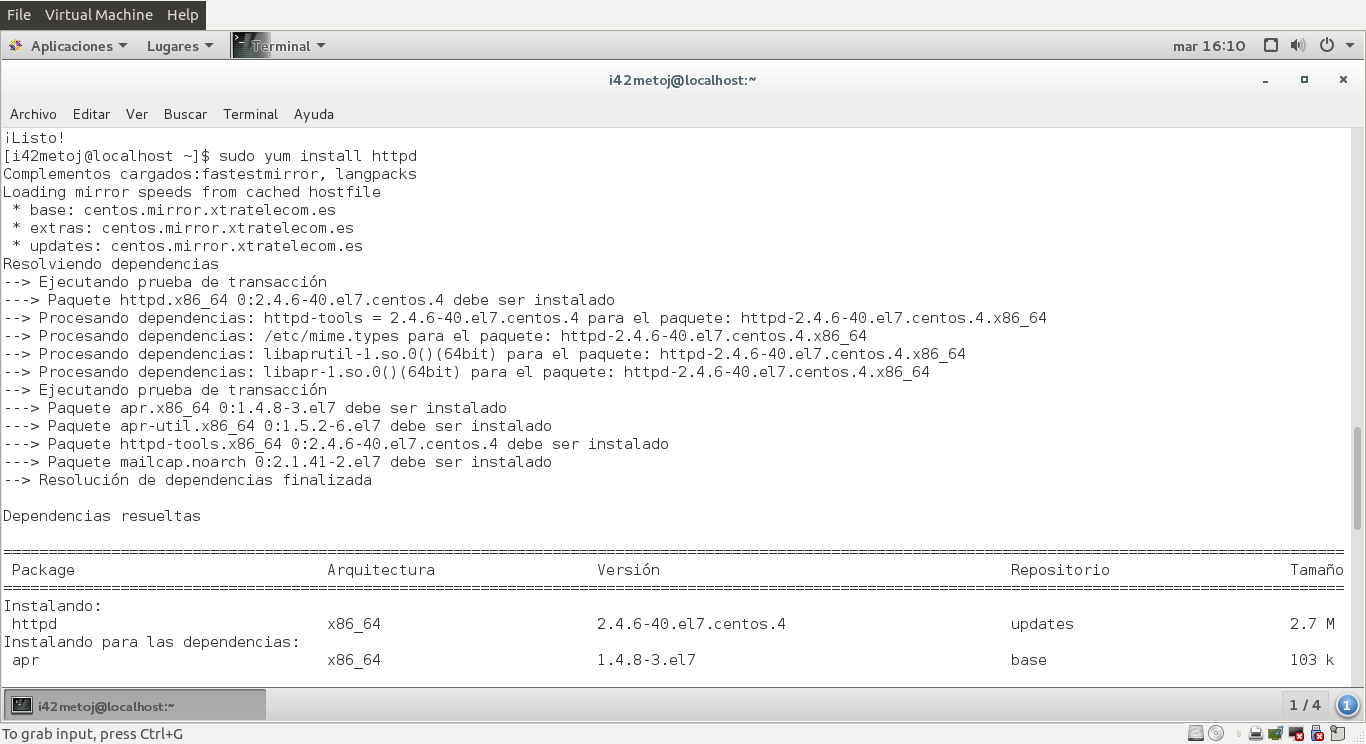 File Virtual Machine Help
Aplicaciones Lugares Terminal mar 16:10
i42metoj@localhost:~
Archivo Editar Ver Buscar Terminal Ayuda
¡Listo!
[i42metoj@localhost ~]$ sudo yum install httpd
Complementos cargados:fastestmirror, langpacks
Loading mirror speeds from cached hostfile
 * base: centos.mirror.xtratelecom.es
 * extras: centos.mirror.xtratelecom.es
 * updates: centos.mirror.xtratelecom.es
Resolviendo dependencias
--> Ejecutando prueba de transacción
---> Paquete httpd.x86_64 0:2.4.6-40.el7.centos.4 debe ser instalado
--> Procesando dependencias: httpd-tools = 2.4.6-40.el7.centos.4 para el paquete: httpd-2.4.6-40.el7.centos.4.x86_64
--> Procesando dependencias: /etc/mime.types para el paquete: httpd-2.4.6-40.el7.centos.4.x86_64
--> Procesando dependencias: libaprutil-1.so.0()(64bit) para el paquete: httpd-2.4.6-40.el7.centos.4.x86_64
--> Procesando dependencias: libapr-1.so.0()(64bit) para el paquete: httpd-2.4.6-40.el7.centos.4.x86_64
--> Ejecutando prueba de transacción
---> Paquete apr.x86_64 0:1.4.8-3.el7 debe ser instalado
---> Paquete apr-util.x86_64 0:1.5.2-6.el7 debe ser instalado
---> Paquete httpd-tools.x86_64 0:2.4.6-40.el7.centos.4 debe ser instalado
---> Paquete mailcap.noarch 0:2.1.41-2.el7 debe ser instalado
--> Resolución de dependencias finalizada
Dependencias resueltas
Package Arquitectura Versión Repositorio Tamaño
Instalando:
httpd x86_64 2.4.6-40.el7.centos.4 updates 2.7 M
Instalando para las dependencias:
apr x86_64 1.4.8-3.el7 base 103 k
i42metoj@localhost:~ 1 / 4 1
To grab input, press Ctrl+G